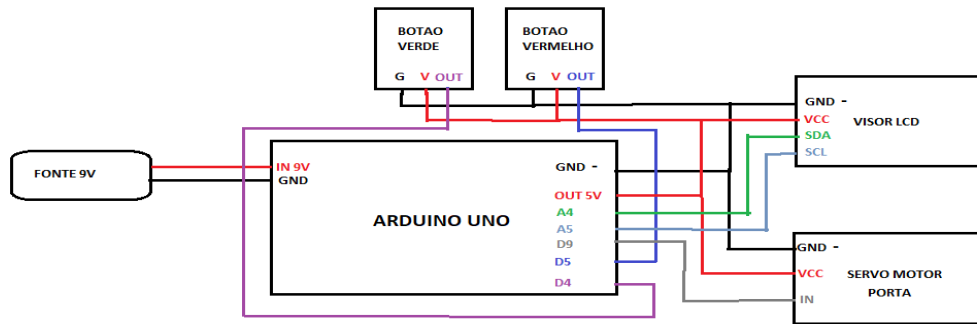 BOTAO
VERDE
G V OUT
BOTAO
VERMELHO
G V OUT
GND -
VCC
SDA
SCL
VISOR LCD
FONTE 9V
IN 9V
GND
ARDUINO UNO
GND -
OUT 5V
A4
A5
D9
D5
D4
GND -
VCC
IN
SERVO MOTOR
PORTA